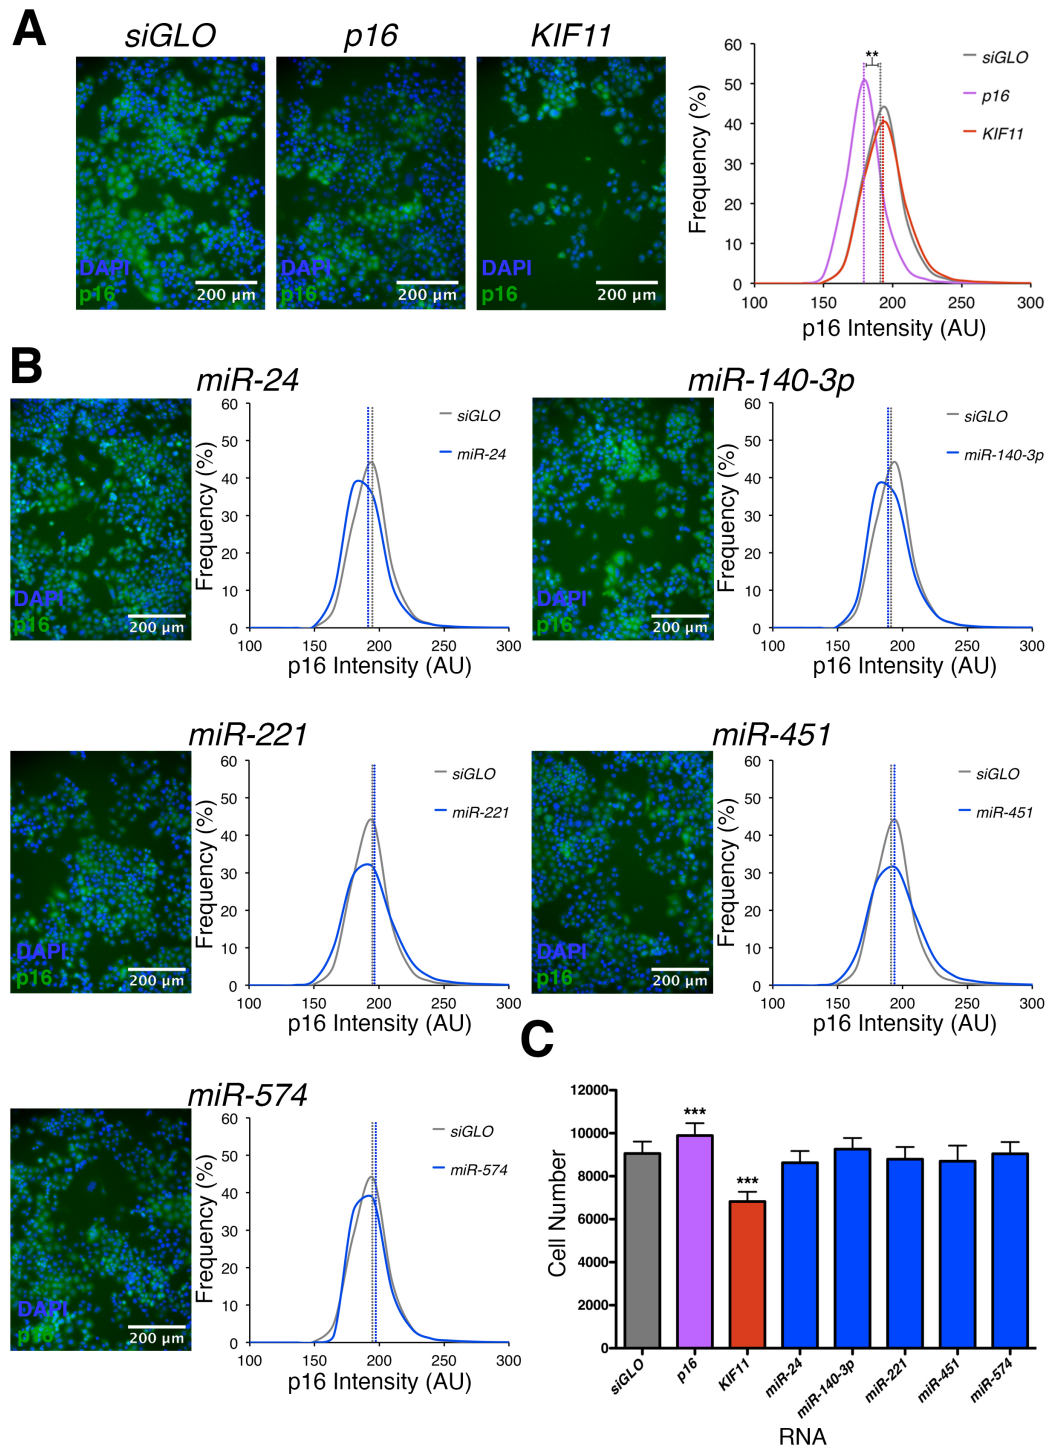 A
siGLO
p16
KIF11
DAPI
p16
200 µm
DAPI
p16
200 µm
DAPI
p16
200 µm
Frequency (%)
60
50
40
30
20
10
0
**
siGLO
p16
KIF11
100 150 200 250 300
p16 Intensity (AU)
B
miR-24
DAPI
p16
200 µm
Frequency (%)
60
50
40
30
20
10
0
siGLO
miR-24
100 150 200 250 300
p16 Intensity (AU)
miR-140-3p
DAPI
p16
200 µm
Frequency (%)
60
50
40
30
20
10
0
siGLO
miR-140-3p
100 150 200 250 300
p16 Intensity (AU)
miR-221
DAPI
p16
200 µm
Frequency (%)
60
50
40
30
20
10
0
siGLO
miR-221
100 150 200 250 300
p16 Intensity (AU)
miR-451
DAPI
p16
200 µm
Frequency (%)
60
50
40
30
20
10
0
siGLO
miR-451
100 150 200 250 300
p16 Intensity (AU)
miR-574
DAPI
p16
200 µm
Frequency (%)
60
50
40
30
20
10
0
siGLO
miR-574
100 150 200 250 300
p16 Intensity (AU)
C
Cell Number
12000
10000
8000
6000
4000
2000
0
***
***
siGLO
p16
KIF11
miR-24
miR-140-3p
miR-221
miR-451
miR-574
RNA